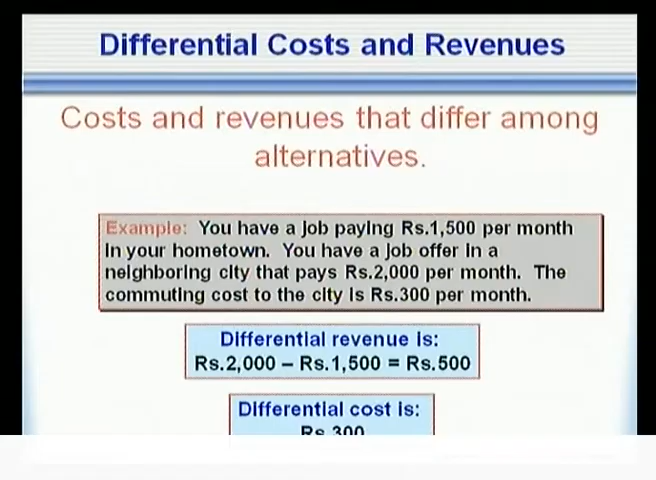 Differential Costs and Revenues
Costs and revenues that differ among
alternatives.
Example: You have a job paying Rs.1,500 per month
in your hometown. You have a job offer in a
neighboring city that pays Rs.2,000 per month. The
commuting cost to the city is Rs.300 per month.
Differential revenue is:
Rs.2,000 – Rs.1,500 = Rs.500
Differential cost is:
Rs.300